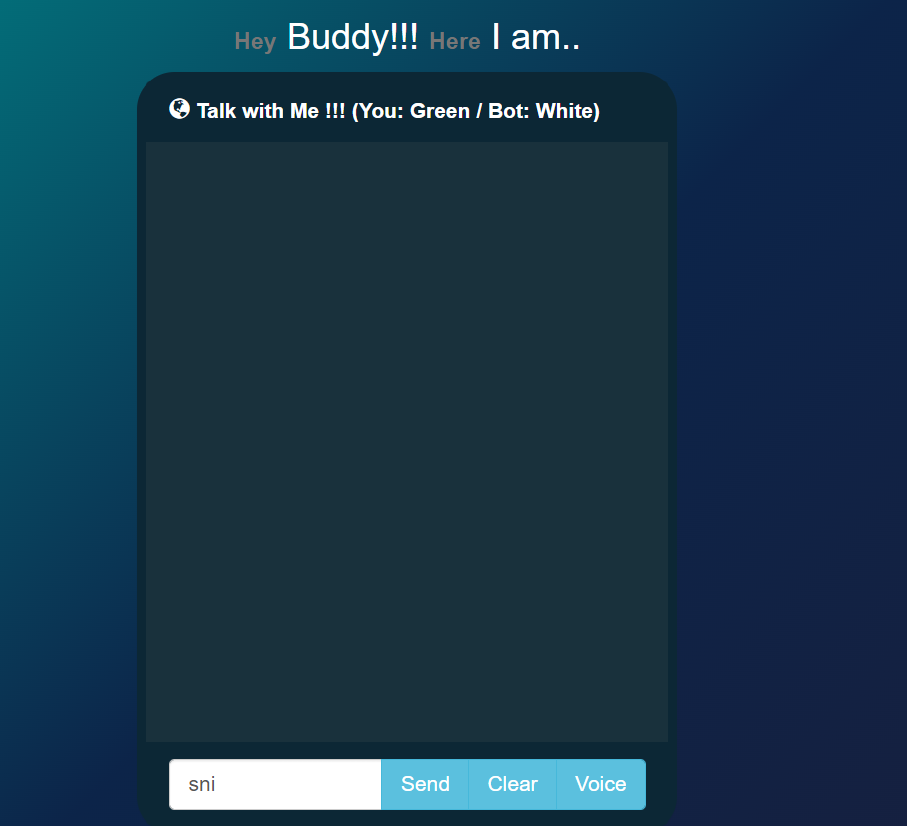 Hey Buddy!!! Here I am..
Talk with Me !!! (You: Green / Bot: White)
sni Send Clear Voice